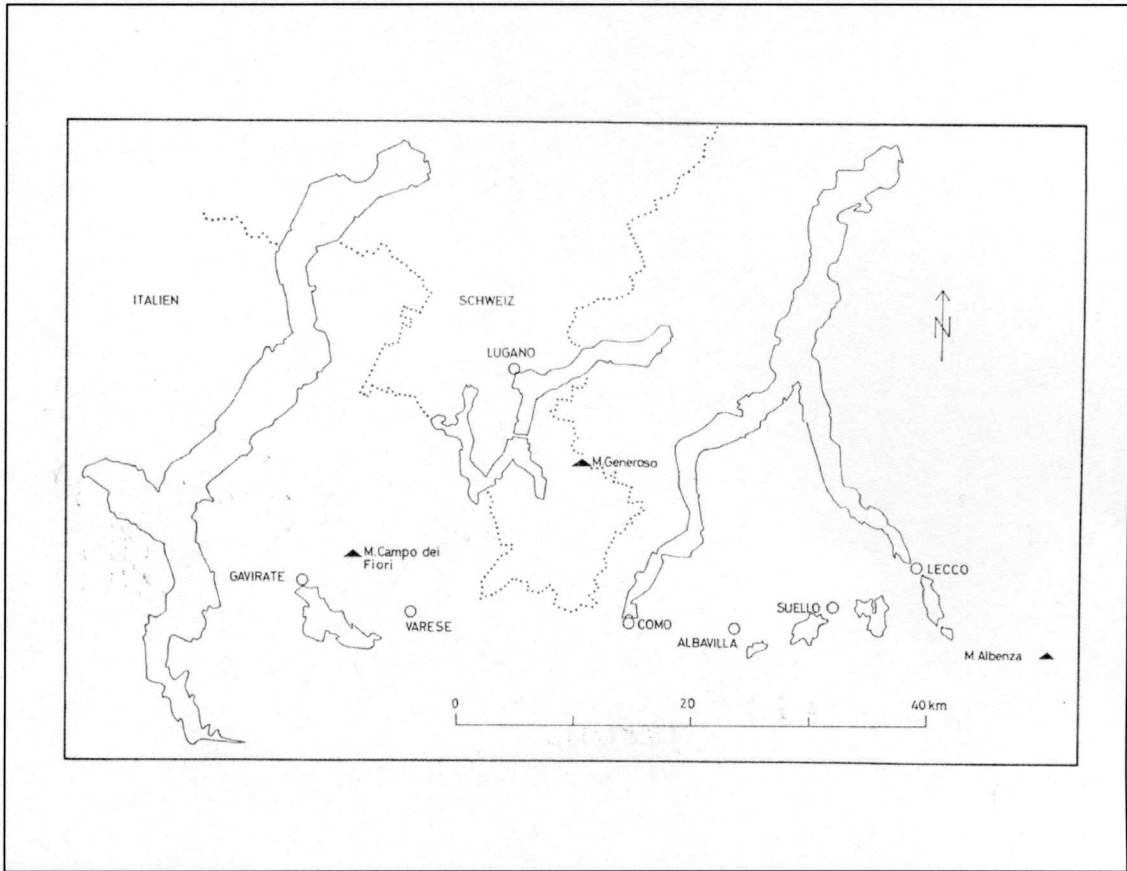 ITALIEN
SCHWEIZ
N
LUGANO
M.Generoso
M.Campo dei
Fiori
GAVIRATE
LECCO
VARESE
COMO
SUELLO
ALBAVILLA
M.Albenza
0 20 40 km